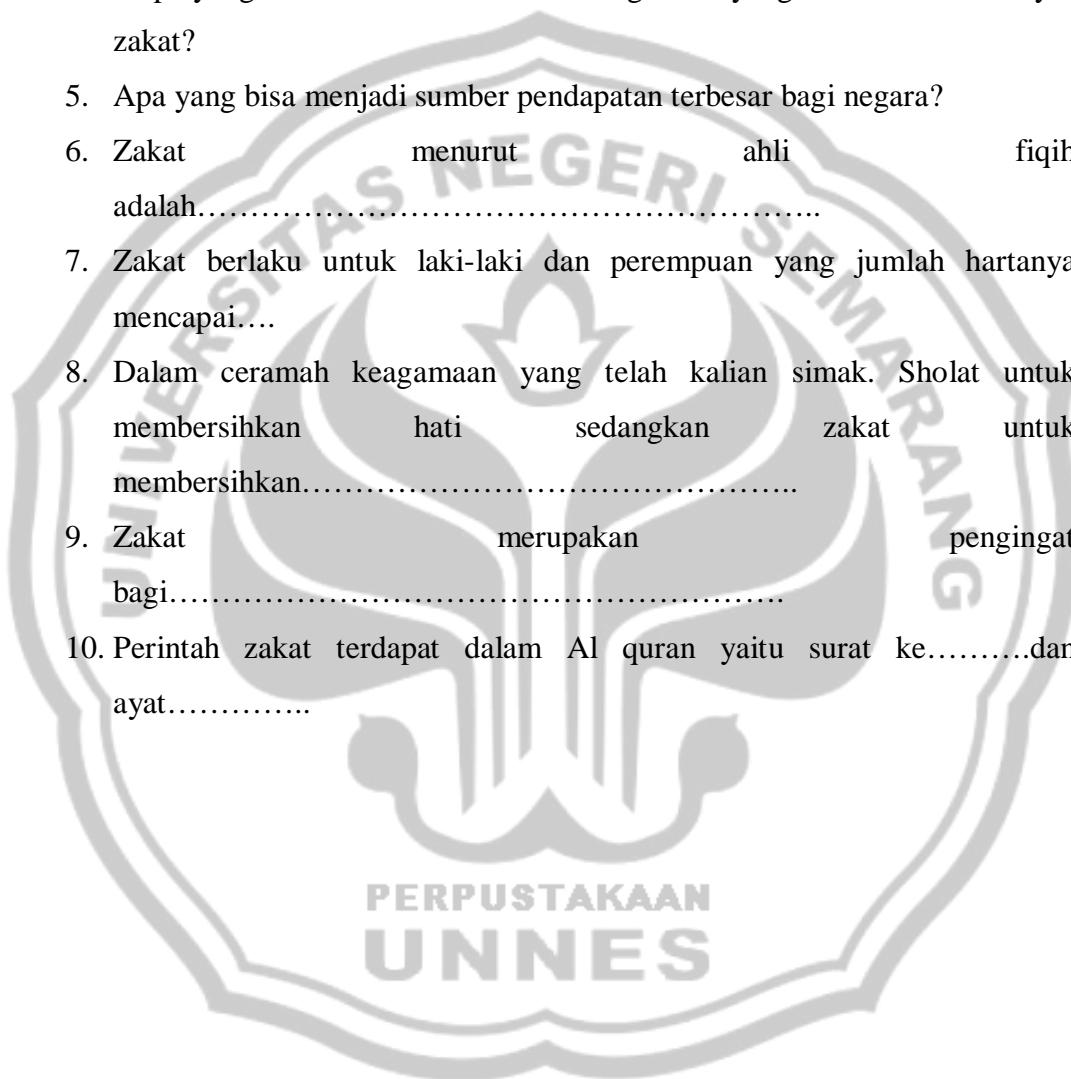 zakat?
5. Apa yang bisa menjadi sumber pendapatan terbesar bagi negara?
6. Zakat menurut ahli fiqih
adalah…………………………………………………..
7. Zakat berlaku untuk laki-laki dan perempuan yang jumlah hartanya
mencapai….
8. Dalam ceramah keagamaan yang telah kalian simak. Sholat untuk
membersihkan hati sedangkan zakat untuk
membersihkan………………………………………..
9. Zakat merupakan pengingat
bagi………………………………………………….
10. Perintah zakat terdapat dalam Al quran yaitu surat ke……….dan
ayat…………..
UNIVERSITAS NEGERI SEMARANG
PERPUSTAKAAN
UNNES